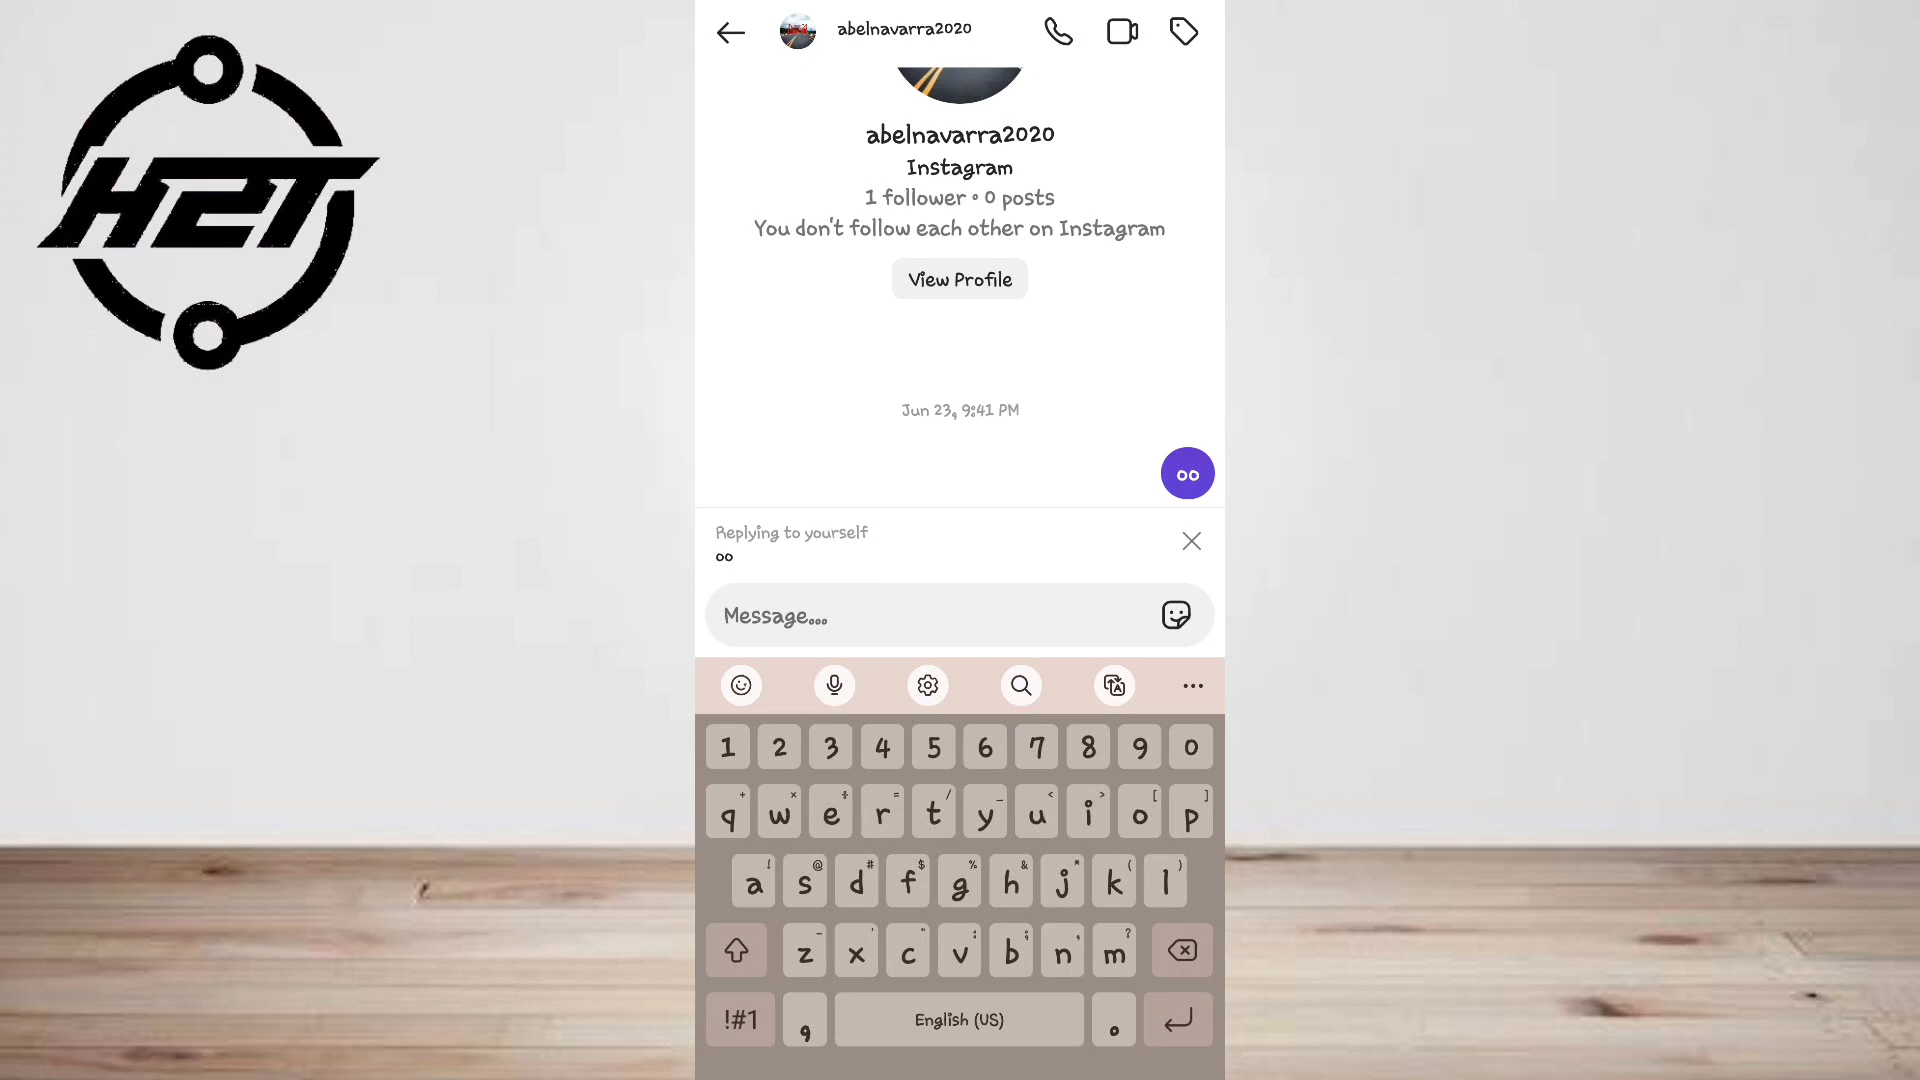 H2T
abelnavarra2020
abelnavarra2020
Instagram
1 follower • 0 posts
You don't follow each other on Instagram
View Profile
Jun 23, 9:41 PM
oo
Replying to yourself
oo
Message...
1 2 3 4 5 6 7 8 9 0
+ × ÷ = / _ < > [ ]
q w e r t y u i o p
! @ # $ % & * ( )
a s d f g h j k l
- ' " : ; , ?
z x c v b n m
!#1 , English (US) .